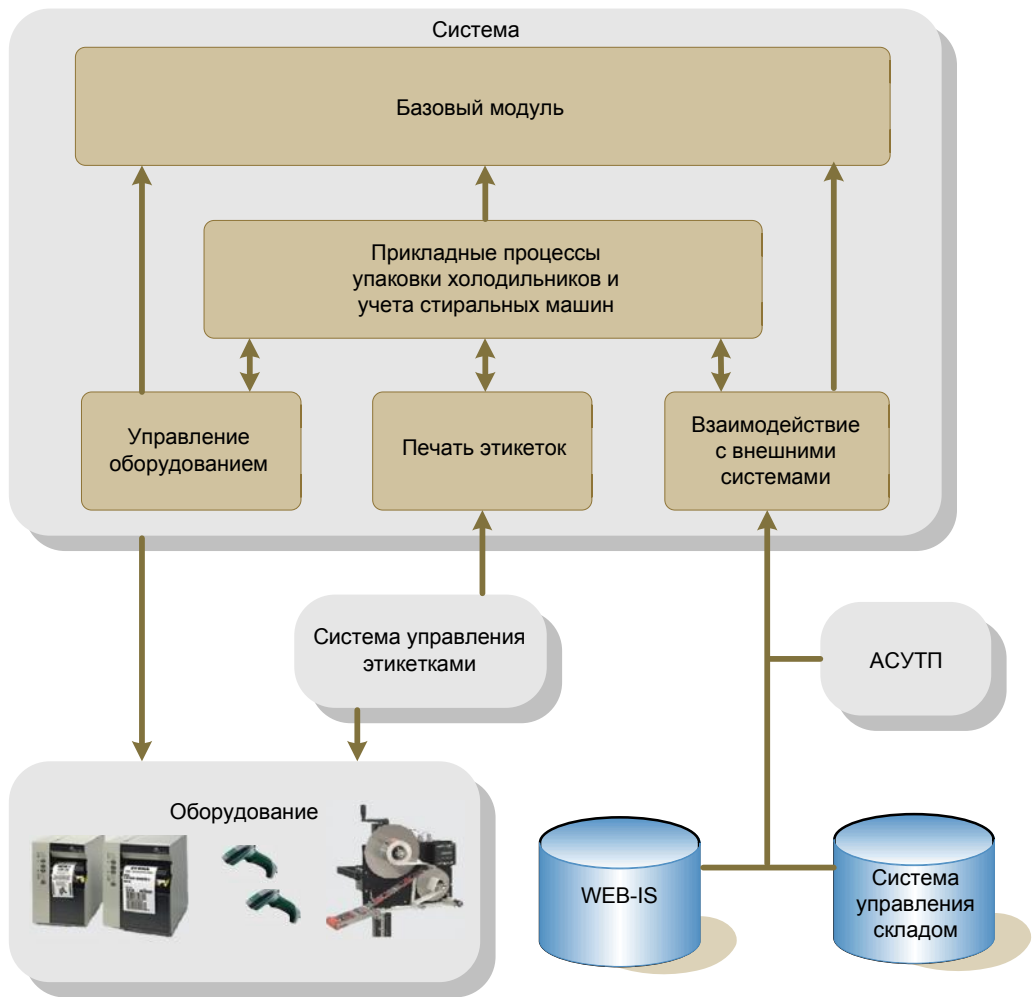 Система
Базовый модуль
Прикладные процессы
упаковки холодильников и
учета стиральных машин
Управление
оборудованием
Печать этикеток
Взаимодействие
с внешними
системами
Система управления
этикетками
АСУТП
Оборудование
WEB-IS
Система
управления
складом